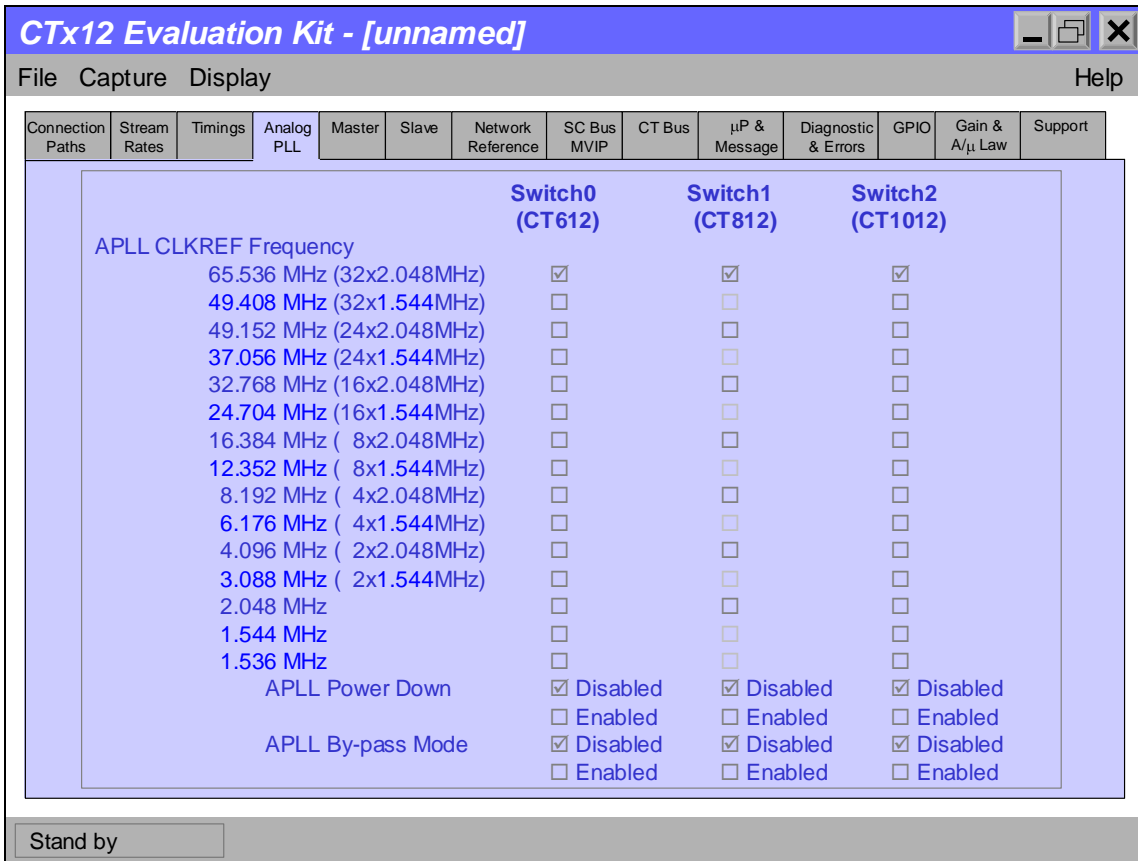 CTx12 Evaluation Kit - [unnamed]
File Capture Display Help
Connection Paths Stream Rates Timings Analog PLL Master Slave Network Reference SC Bus MVIP CT Bus µP & Message Diagnostic & Errors GPIO Gain & A/µ Law Support
Switch0 Switch1 Switch2
(CT612) (CT812) (CT1012)
APLL CLKREF Frequency
65.536 MHz (32x2.048MHz)
49.408 MHz (32x1.544MHz)
49.152 MHz (24x2.048MHz)
37.056 MHz (24x1.544MHz)
32.768 MHz (16x2.048MHz)
24.704 MHz (16x1.544MHz)
16.384 MHz ( 8x2.048MHz)
12.352 MHz ( 8x1.544MHz)
8.192 MHz ( 4x2.048MHz)
6.176 MHz ( 4x1.544MHz)
4.096 MHz ( 2x2.048MHz)
3.088 MHz ( 2x1.544MHz)
2.048 MHz
1.544 MHz
1.536 MHz
APLL Power Down Disabled Disabled Disabled
Enabled Enabled Enabled
APLL By-pass Mode Disabled Disabled Disabled
Enabled Enabled Enabled
Stand by